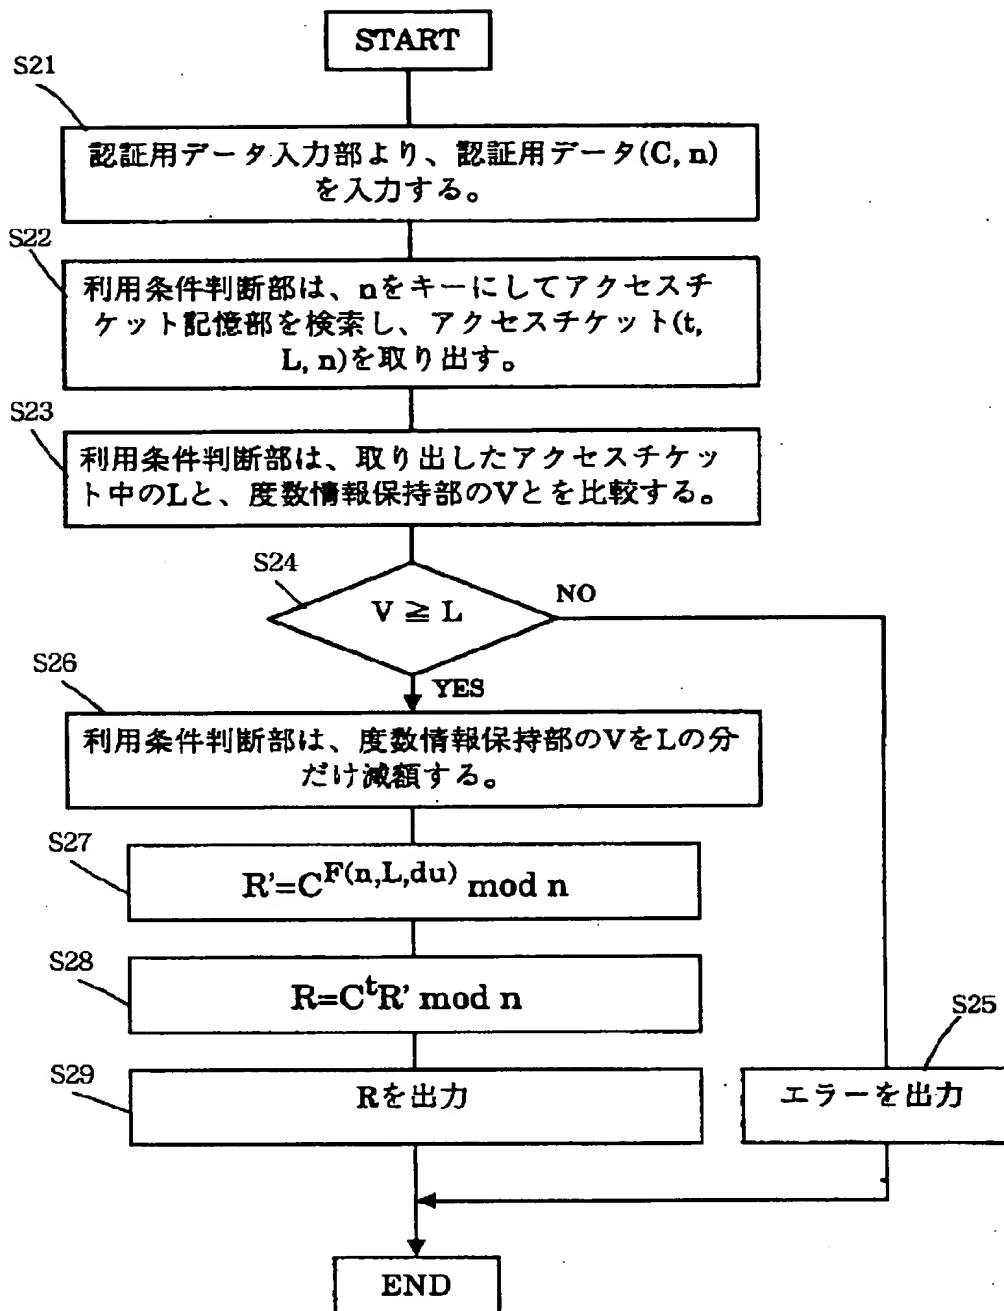 START
S21
認証用データ入力部より、認証用データ(C, n)
を入力する。
S22
利用条件判断部は、nをキーにしてアクセスチ
ケット記憶部を検索し、アクセスチケット(t,
L, n)を取り出す。
S23
利用条件判断部は、取り出したアクセスチケッ
ト中のLと、度数情報保持部のVとを比較する。
S24
V ≧ L
NO
YES
S26
利用条件判断部は、度数情報保持部のVをLの分
だけ減額する。
S27
R'=C^F(n,L,du) mod n
S28
R=C^tR' mod n
S25
S29
Rを出力
エラーを出力
END